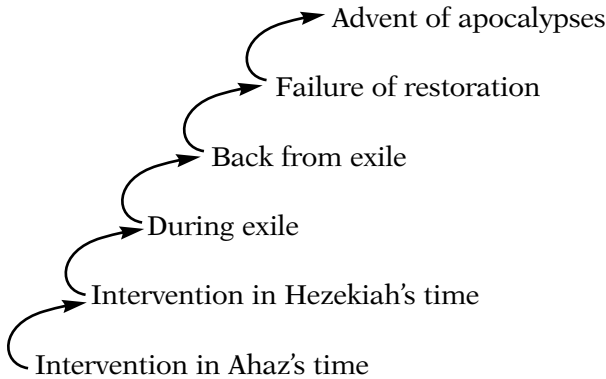 Advent of apocalypses
Failure of restoration
Back from exile
During exile
Intervention in Hezekiah’s time
Intervention in Ahaz’s time